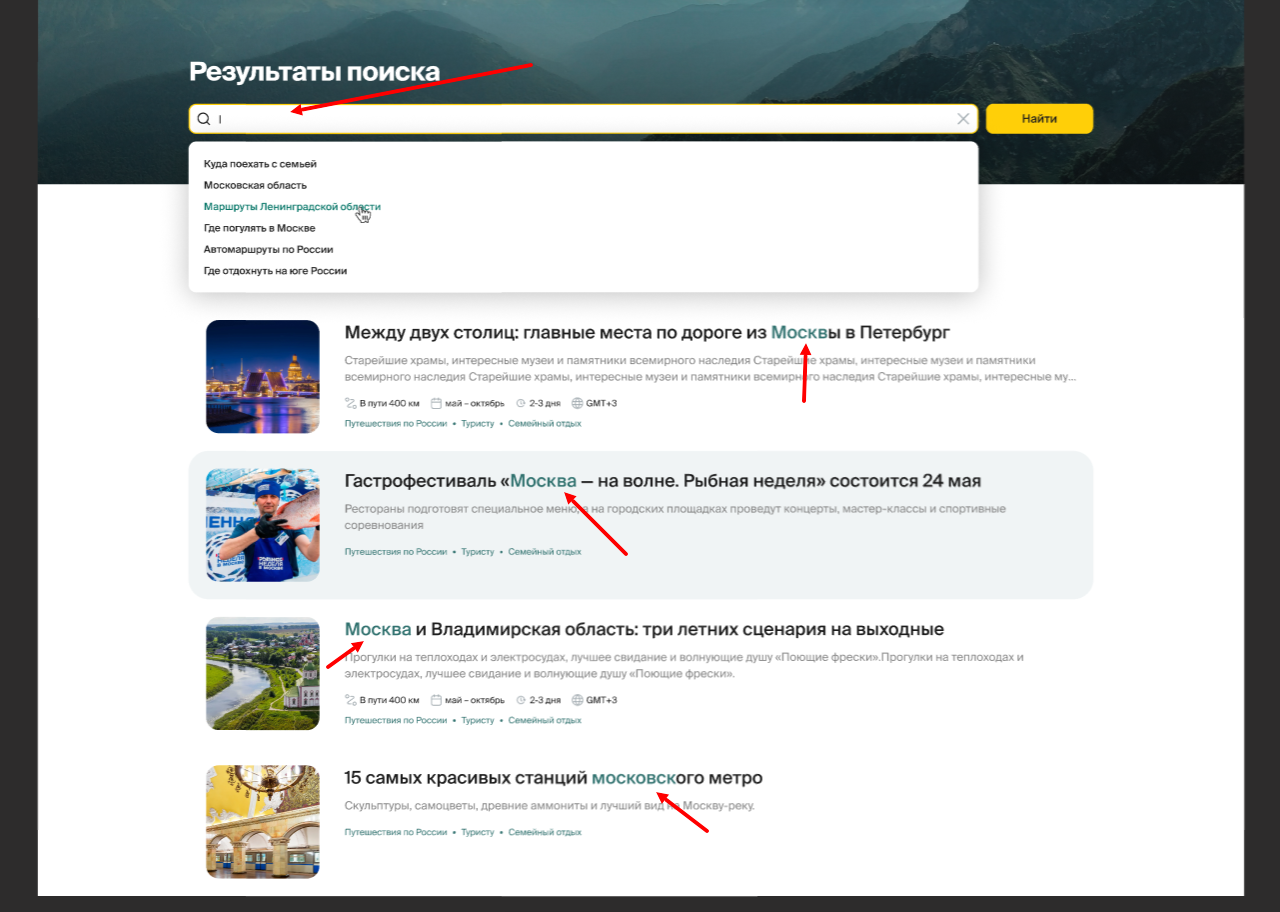 Результаты поиска
Найти
Куда поехать с семьей
Московская область
Маршруты Ленинградской области
Где погулять в Москве
Автомаршруты по России
Где отдохнуть на юге России
Между двух столиц: главные места по дороге из Москвы в Петербург
Старейшие храмы, интересные музеи и памятники всемирного наследия Старейшие храмы, интересные музеи и памятники
всемирного наследия Старейшие храмы, интересные музеи и памятники всемирного наследия Старейшие храмы, интересные му...
В пути 400 км май – октябрь 2-3 дня GMT+3
Путешествия по России • Туристу • Семейный отдых
Гастрофестиваль «Москва — на волне. Рыбная неделя» состоится 24 мая
Рестораны подготовят специальное меню, а на городских площадках проведут концерты, мастер-классы и спортивные
соревнования
Путешествия по России • Туристу • Семейный отдых
Москва и Владимирская область: три летних сценария на выходные
Прогулки на теплоходах и электросудах, лучшее свидание и волнующие душу «Поющие фрески».Прогулки на теплоходах и
электросудах, лучшее свидание и волнующие душу «Поющие фрески».
В пути 400 км май – октябрь 2-3 дня GMT+3
Путешествия по России • Туристу • Семейный отдых
15 самых красивых станций московского метро
Скульптуры, самоцветы, древние аммониты и лучший вид на Москву-реку.
Путешествия по России • Туристу • Семейный отдых